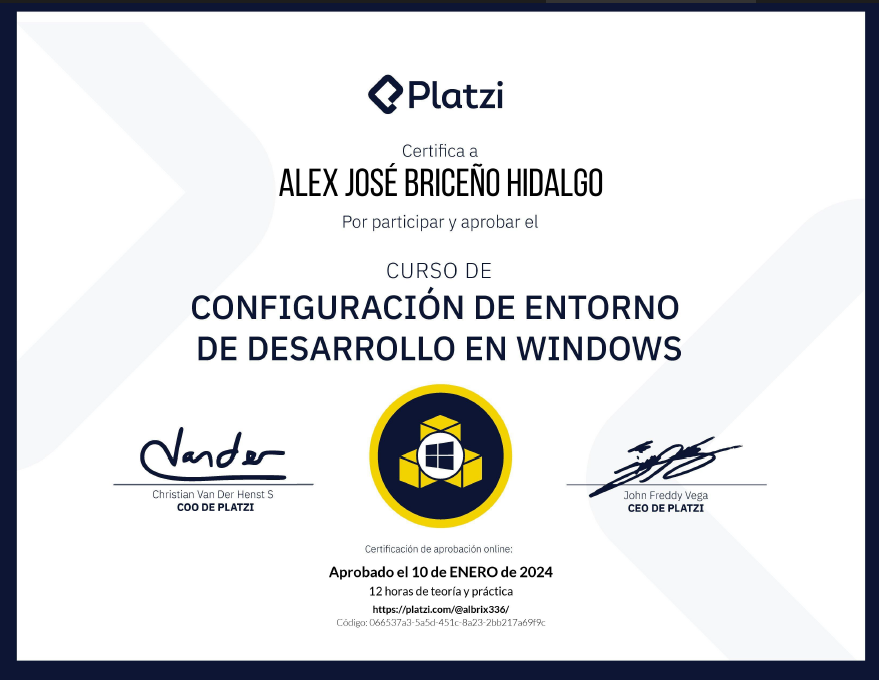 Platzi
Certifica a
ALEX JOSÉ BRICEÑO HIDALGO
Por participar y aprobar el
CURSO DE
CONFIGURACIÓN DE ENTORNO
DE DESARROLLO EN WINDOWS
Vander
Christian Van Der Henst S
COO DE PLATZI
John Freddy Vega
CEO DE PLATZI
Certificación de aprobación online:
Aprobado el 10 de ENERO de 2024
12 horas de teoría y práctica
https://platzi.com/@albrix336/
Código: 066537a3-5a5d-451c-8a23-2bb217a69f9c